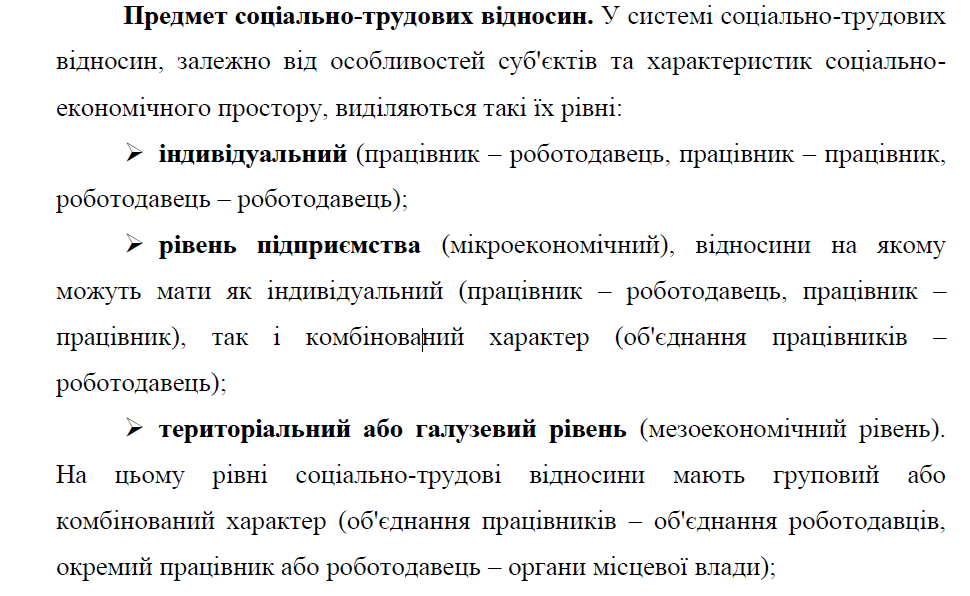 Предмет соціально-трудових відносин. У системі соціально-трудових
відносин, залежно від особливостей суб'єктів та характеристик соціально-
економічного простору, виділяються такі їх рівні:
➢ індивідуальний (працівник – роботодавець, працівник – працівник,
роботодавець – роботодавець);
➢ рівень підприємства (мікроекономічний), відносини на якому
можуть мати як індивідуальний (працівник – роботодавець, працівник –
працівник), так і комбінований характер (об'єднання працівників –
роботодавець);
➢ територіальний або галузевий рівень (мезоекономічний рівень).
На цьому рівні соціально-трудові відносини мають груповий або
комбінований характер (об'єднання працівників – об'єднання роботодавців,
окремий працівник або роботодавець – органи місцевої влади);